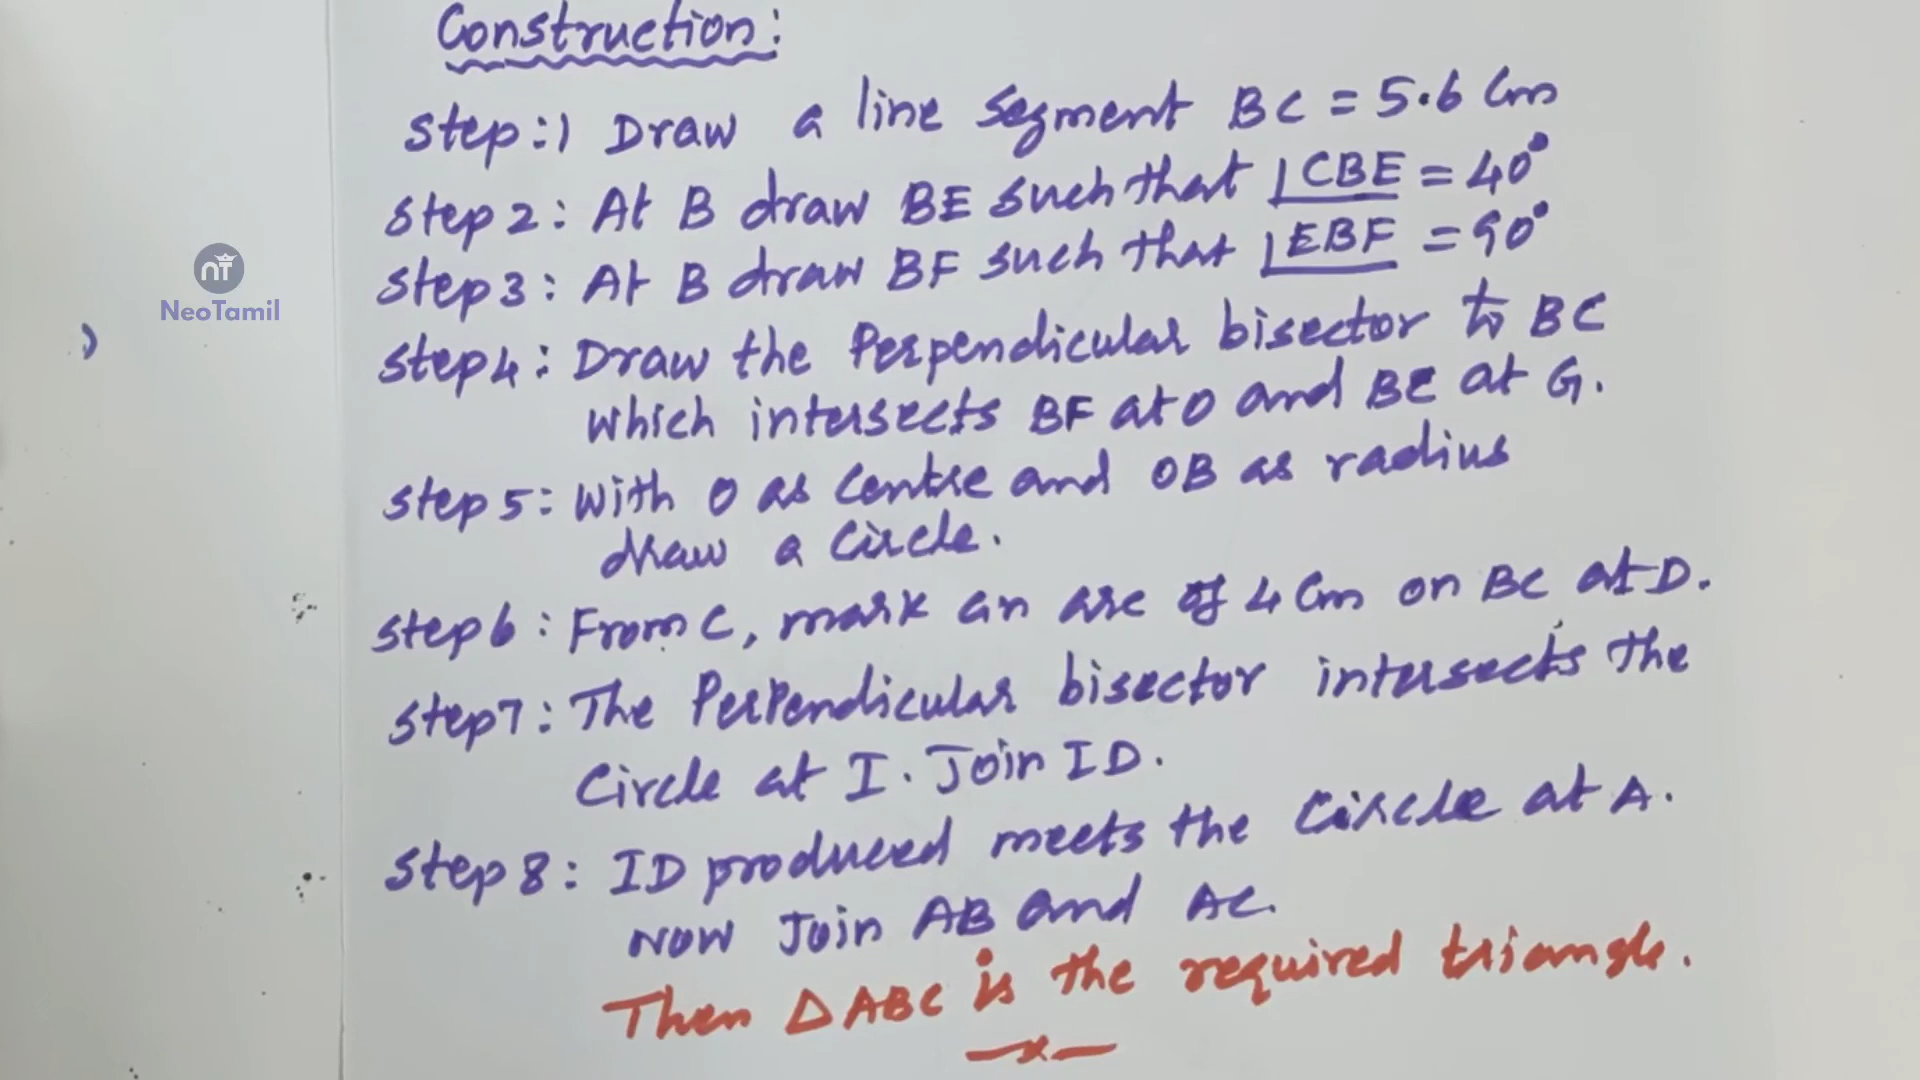 Construction:
Step:1 Draw a line segment BC = 5.6 Cm
Step 2: At B draw BE such that ∠CBE = 40°
Step 3: At B draw BF such that ∠EBF = 90°
Step 4: Draw the Perpendicular bisector to BC
which intersects BF at O and BE at G.
Step 5: With O as Centre and OB as radius
draw a Circle.
Step 6: From C, mark an arc of 4 Cm on BC at D.
Step 7: The Perpendicular bisector intersects the
Circle at I. Join ID.
Step 8: ID produced meets the Circle at A.
Now Join AB and AC.
Then △ABC is the required triangle.
nT
NeoTamil